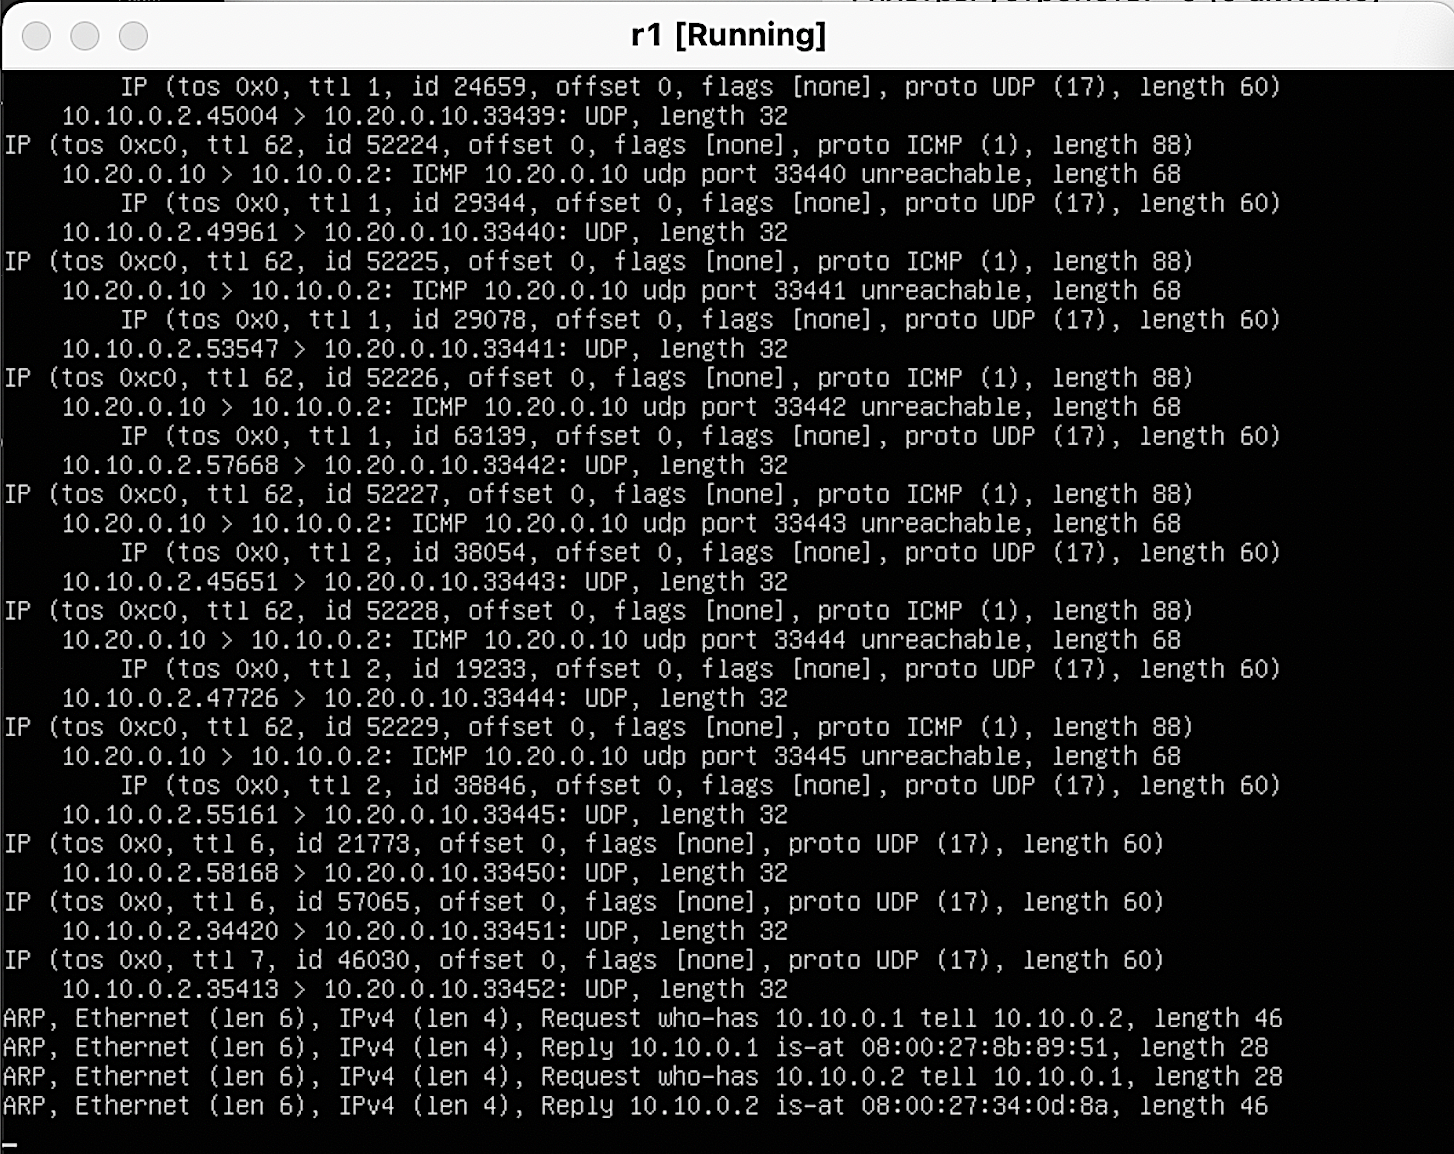 r1 [Running]
IP (tos 0x0, ttl 1, id 24659, offset 0, flags [none], proto UDP (17), length 60)
10.10.0.2.45004 > 10.20.0.10.33439: UDP, length 32
IP (tos 0xc0, ttl 62, id 52224, offset 0, flags [none], proto ICMP (1), length 88)
10.20.0.10 > 10.10.0.2: ICMP 10.20.0.10 udp port 33440 unreachable, length 68
IP (tos 0x0, ttl 1, id 29344, offset 0, flags [none], proto UDP (17), length 60)
10.10.0.2.49961 > 10.20.0.10.33440: UDP, length 32
IP (tos 0xc0, ttl 62, id 52225, offset 0, flags [none], proto ICMP (1), length 88)
10.20.0.10 > 10.10.0.2: ICMP 10.20.0.10 udp port 33441 unreachable, length 68
IP (tos 0x0, ttl 1, id 29078, offset 0, flags [none], proto UDP (17), length 60)
10.10.0.2.53547 > 10.20.0.10.33441: UDP, length 32
IP (tos 0xc0, ttl 62, id 52226, offset 0, flags [none], proto ICMP (1), length 88)
10.20.0.10 > 10.10.0.2: ICMP 10.20.0.10 udp port 33442 unreachable, length 68
IP (tos 0x0, ttl 1, id 63139, offset 0, flags [none], proto UDP (17), length 60)
10.10.0.2.57668 > 10.20.0.10.33442: UDP, length 32
IP (tos 0xc0, ttl 62, id 52227, offset 0, flags [none], proto ICMP (1), length 88)
10.20.0.10 > 10.10.0.2: ICMP 10.20.0.10 udp port 33443 unreachable, length 68
IP (tos 0x0, ttl 2, id 38054, offset 0, flags [none], proto UDP (17), length 60)
10.10.0.2.45651 > 10.20.0.10.33443: UDP, length 32
IP (tos 0xc0, ttl 62, id 52228, offset 0, flags [none], proto ICMP (1), length 88)
10.20.0.10 > 10.10.0.2: ICMP 10.20.0.10 udp port 33444 unreachable, length 68
IP (tos 0x0, ttl 2, id 19233, offset 0, flags [none], proto UDP (17), length 60)
10.10.0.2.47726 > 10.20.0.10.33444: UDP, length 32
IP (tos 0xc0, ttl 62, id 52229, offset 0, flags [none], proto ICMP (1), length 88)
10.20.0.10 > 10.10.0.2: ICMP 10.20.0.10 udp port 33445 unreachable, length 68
IP (tos 0x0, ttl 2, id 38846, offset 0, flags [none], proto UDP (17), length 60)
10.10.0.2.55161 > 10.20.0.10.33445: UDP, length 32
IP (tos 0x0, ttl 6, id 21773, offset 0, flags [none], proto UDP (17), length 60)
10.10.0.2.58168 > 10.20.0.10.33450: UDP, length 32
IP (tos 0x0, ttl 6, id 57065, offset 0, flags [none], proto UDP (17), length 60)
10.10.0.2.34420 > 10.20.0.10.33451: UDP, length 32
IP (tos 0x0, ttl 7, id 46030, offset 0, flags [none], proto UDP (17), length 60)
10.10.0.2.35413 > 10.20.0.10.33452: UDP, length 32
ARP, Ethernet (len 6), IPv4 (len 4), Request who-has 10.10.0.1 tell 10.10.0.2, length 46
ARP, Ethernet (len 6), IPv4 (len 4), Reply 10.10.0.1 is-at 08:00:27:8b:89:51, length 28
ARP, Ethernet (len 6), IPv4 (len 4), Request who-has 10.10.0.2 tell 10.10.0.1, length 28
ARP, Ethernet (len 6), IPv4 (len 4), Reply 10.10.0.2 is-at 08:00:27:34:0d:8a, length 46